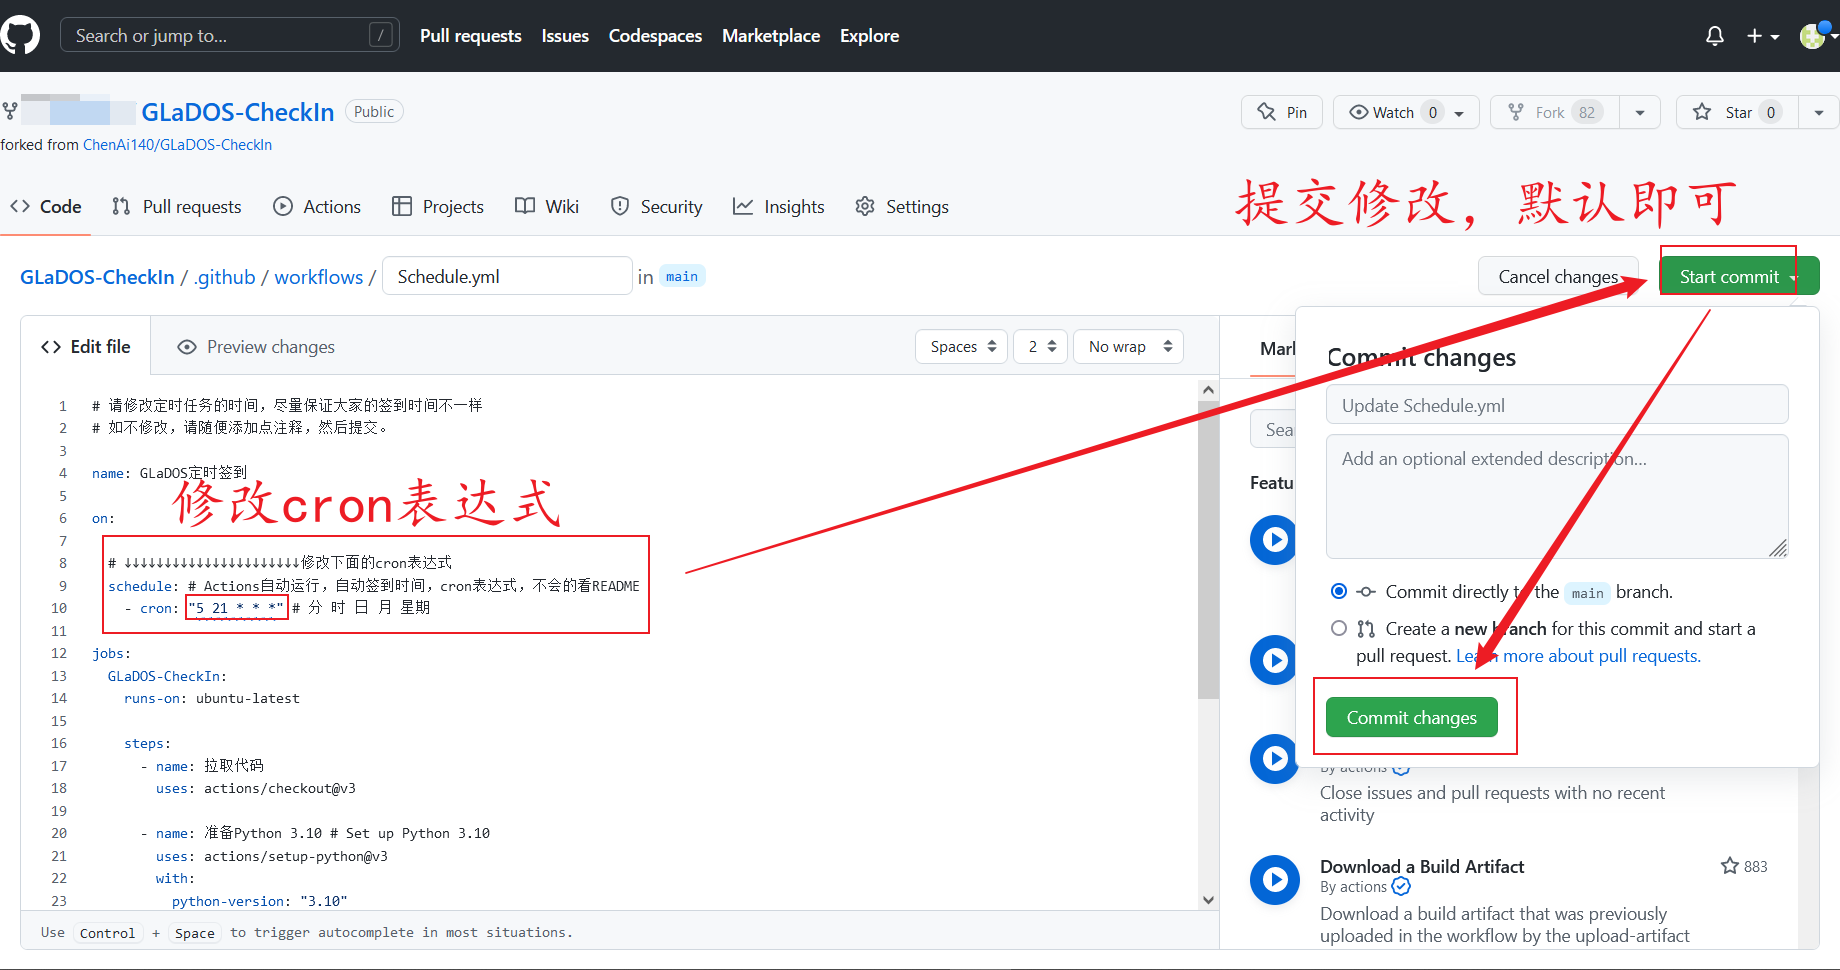 Search or jump to...
/
Pull requests
Issues
Codespaces
Marketplace
Explore
GLaDOS-CheckIn
Public
forked from ChenAi140/GLaDOS-CheckIn
Pin
Watch 0
Fork 82
Star 0
Code
Pull requests
Actions
Projects
Wiki
Security
Insights
Settings
提交修改，默认即可
GLaDOS-CheckIn / .github / workflows / Schedule.yml in main
Cancel changes
Start commit
Edit file
Preview changes
Spaces
2
No wrap
1 # 请修改定时任务的时间，尽量保证大家的签到时间不一样
2 # 如不修改，请随便添加点注释，然后提交。
3
4 name: GLaDOS定时签到
5
修改cron表达式
6 on:
7
8 # ↓↓↓↓↓↓↓↓↓↓↓↓↓↓↓↓↓↓↓↓↓↓修改下面的cron表达式
9 schedule: # Actions自动运行，自动签到时间，cron表达式，不会的看README
10 - cron: "5 21 * * *" # 分 时 日 月 星期
11
12 jobs:
13 GLaDOS-CheckIn:
14 runs-on: ubuntu-latest
15
16 steps:
17 - name: 拉取代码
18 uses: actions/checkout@v3
19
20 - name: 准备Python 3.10 # Set up Python 3.10
21 uses: actions/setup-python@v3
22 with:
23 python-version: "3.10"
Use Control + Space to trigger autocomplete in most situations.
Mark
Sea
Featu
Commit changes
Update Schedule.yml
Add an optional extended description...
Commit directly to the main branch.
Create a new branch for this commit and start a
pull request. Learn more about pull requests.
Commit changes
By actions
Close issues and pull requests with no recent
activity
Download a Build Artifact
883
By actions
Download a build artifact that was previously
uploaded in the workflow by the upload-artifact